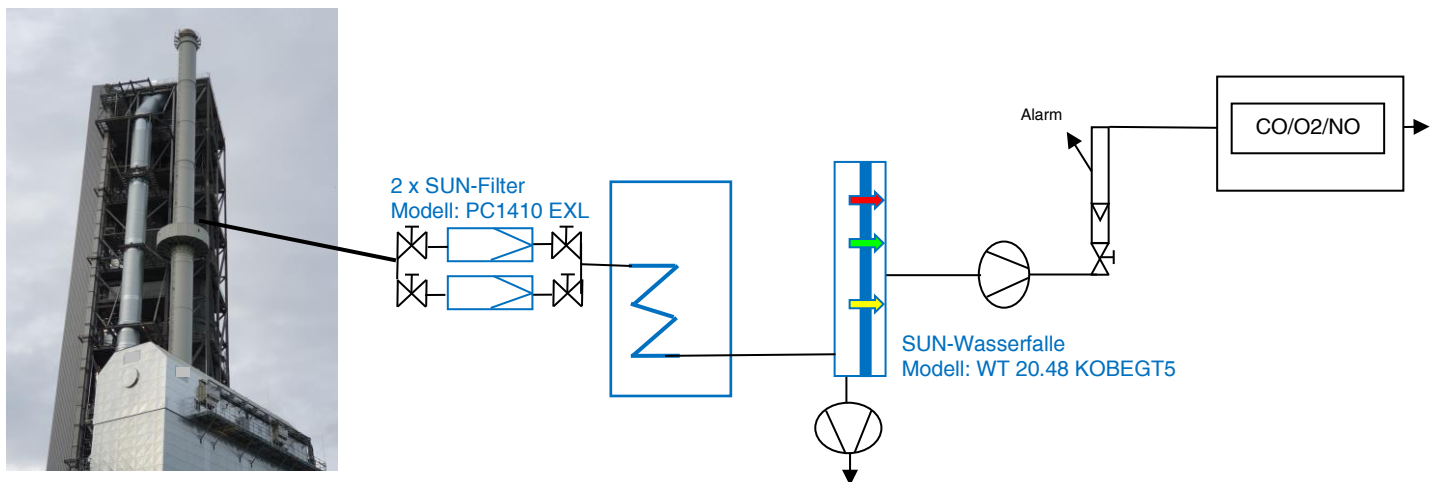 Alarm
CO/O2/NO
2 x SUN-Filter
Modell: PC1410 EXL
SUN-Wasserfalle
Modell: WT 20.48 KOBEGT5